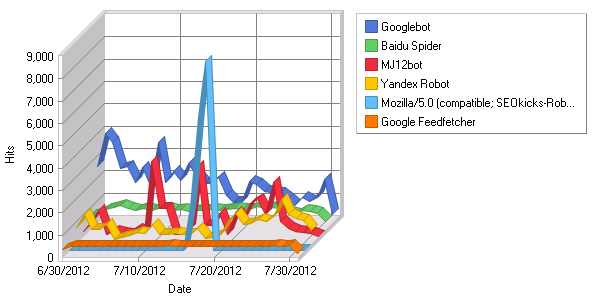 9,000
8,000
7,000
6,000
5,000
4,000
3,000
2,000
1,000
0
Hits
6/30/2012 7/10/2012 7/20/2012 7/30/2012
Date
Googlebot
Baidu Spider
MJ12bot
Yandex Robot
Mozilla/5.0 (compatible; SEOkicks-Rob...
Google Feedfetcher